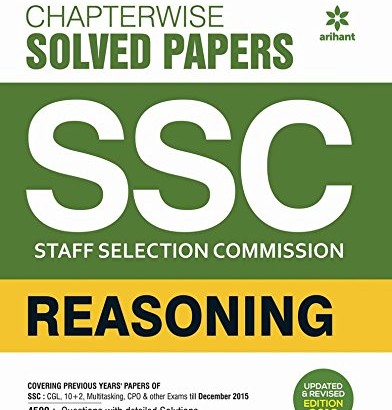 CHAPTERWISE
SOLVED PAPERS
arihant
SSC
STAFF SELECTION COMMISSION
REASONING
COVERING PREVIOUS YEARS' PAPERS OF
SSC : CGL, 10+2, Multitasking, CPO & other Exams till December 2015
4500+ Questions with detailed Solutions
UPDATED
& REVISED
EDITION